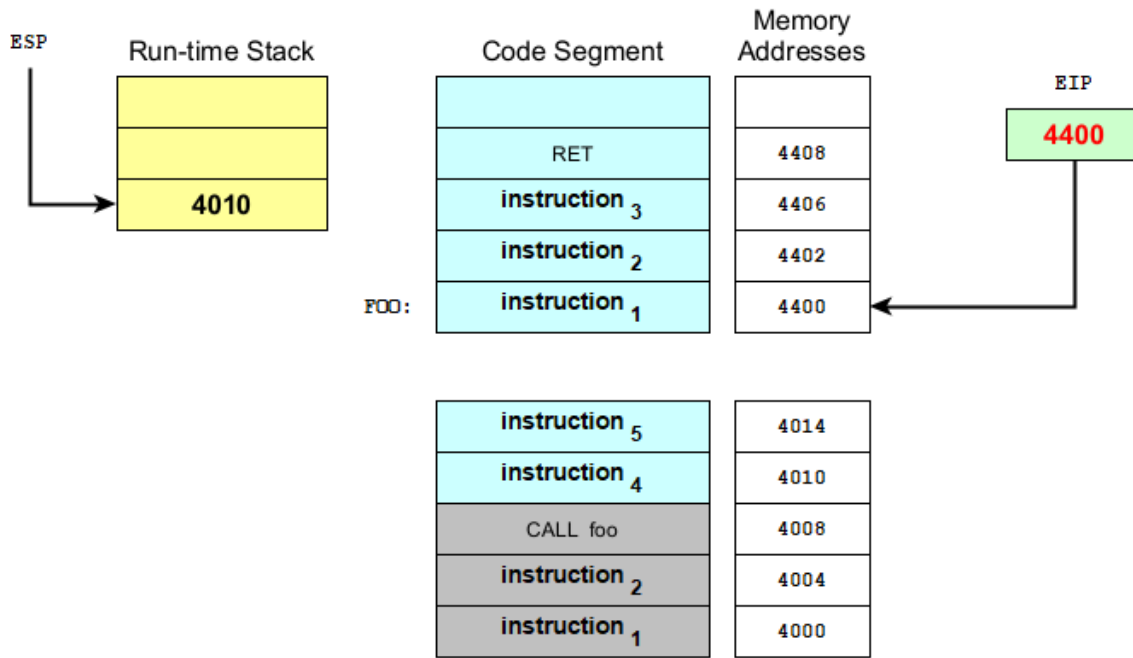 Memory
ESP Run-time Stack Code Segment Addresses
EIP
RET 4408 4400
4010 instruction 3 4406
instruction 2 4402
FOO: instruction 1 4400
instruction 5 4014
instruction 4 4010
CALL foo 4008
instruction 2 4004
instruction 1 4000